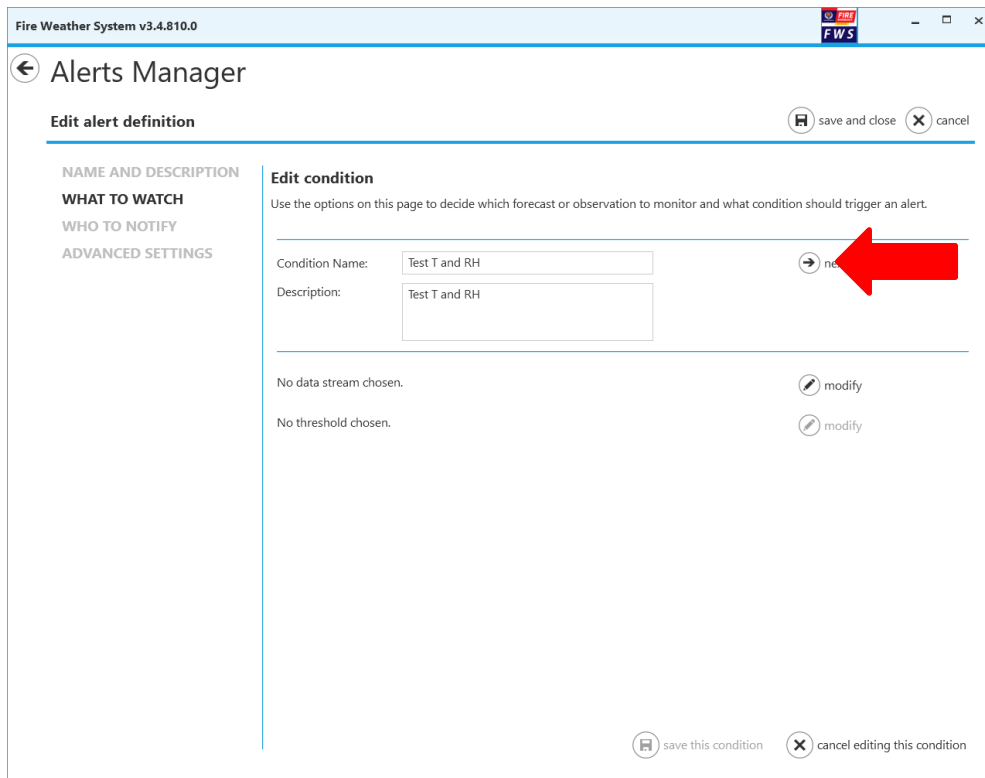 Fire Weather System v3.4.810.0
FIRE
FWS
Alerts Manager
Edit alert definition
save and close
cancel
NAME AND DESCRIPTION
WHAT TO WATCH
WHO TO NOTIFY
ADVANCED SETTINGS
Edit condition
Use the options on this page to decide which forecast or observation to monitor and what condition should trigger an alert.
Condition Name:
Test T and RH
Description:
Test T and RH
No data stream chosen.
modify
No threshold chosen.
modify
save this condition
cancel editing this condition